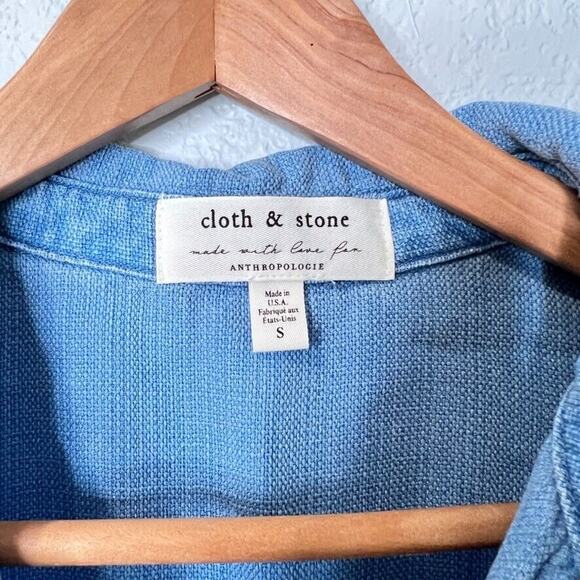 cloth & stone
made with love for
ANTHROPOLOGIE
Made in
U.S.A.
Fabriqué aux
États-Unis
S